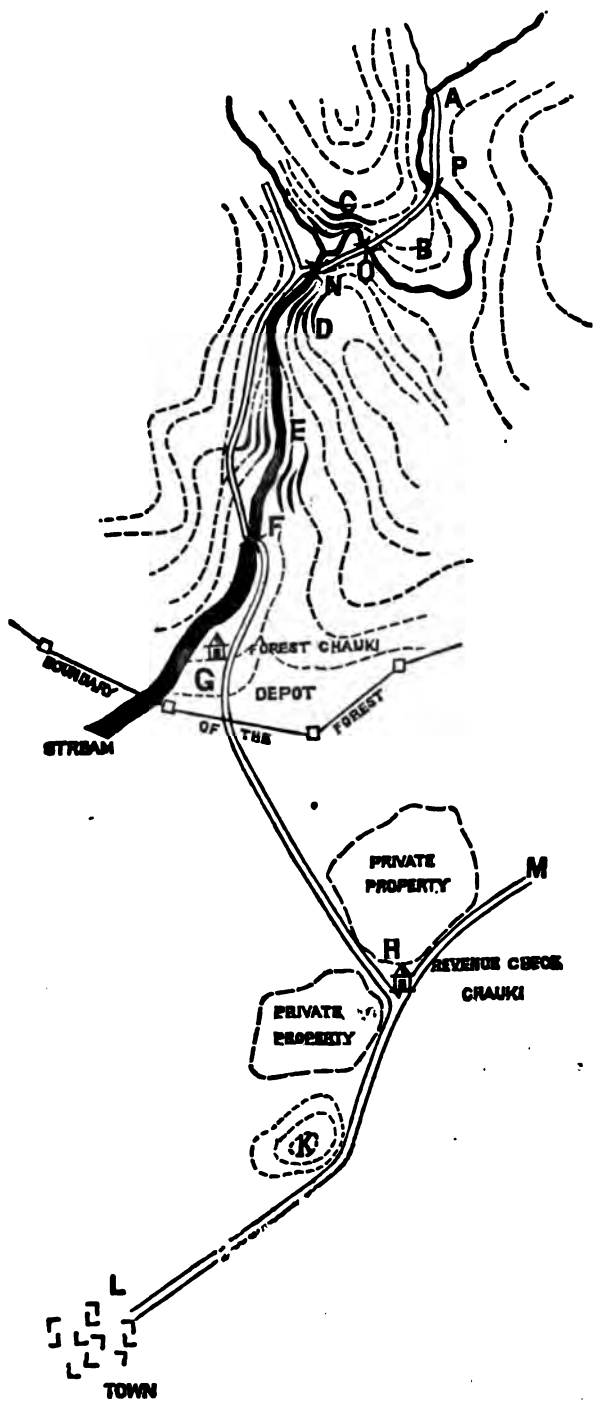 A
P
C
B
N
O
D
E
F
FOREST CHAUKI
BOUNDARY
G
DEPOT
OF THE
FOREST
STREAM
PRIVATE
PROPERTY
M
H
REVENUE CHECK
CHAUKI
PRIVATE
PROPERTY
K
L
TOWN